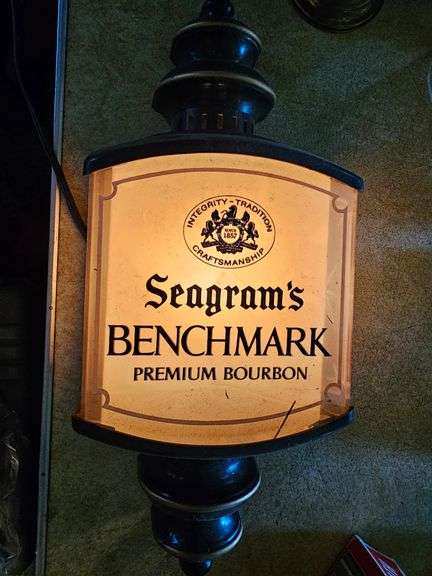 INTEGRITY - TRADITION
SINCE
1857
CRAFTSMANSHIP
Seagram's
BENCHMARK
PREMIUM BOURBON